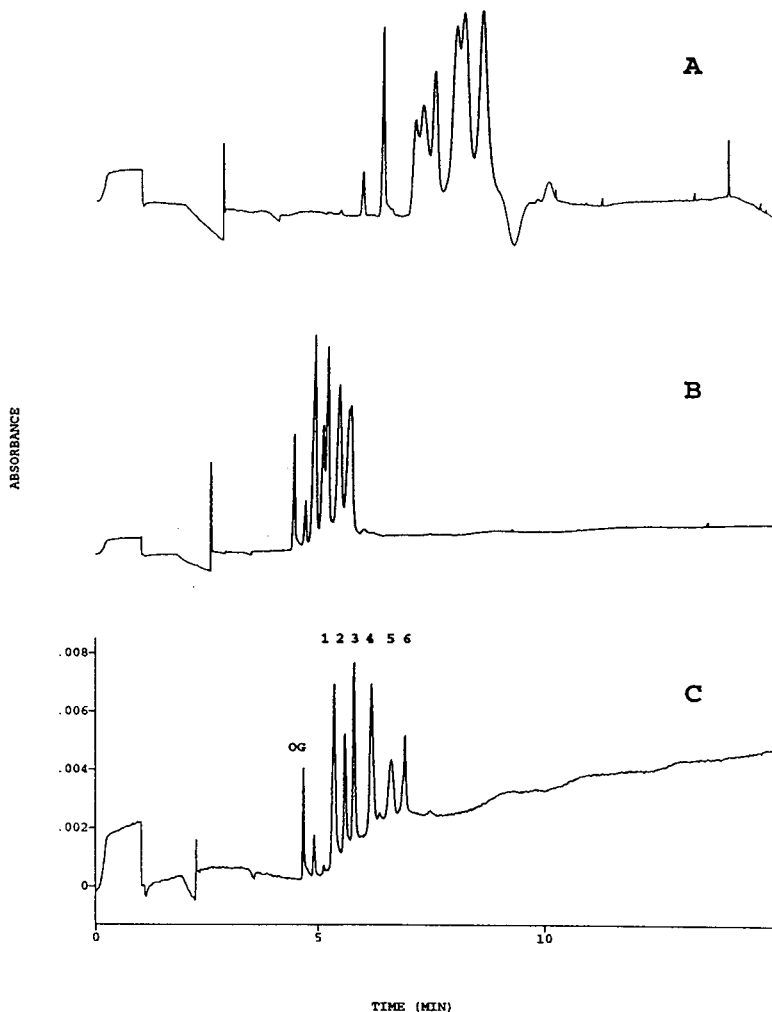 A
B
ABSORBANCE
1 2 3 4 5 6
C
OG
.008
.006
.004
.002
0
0 5 10
TIME (MIN)